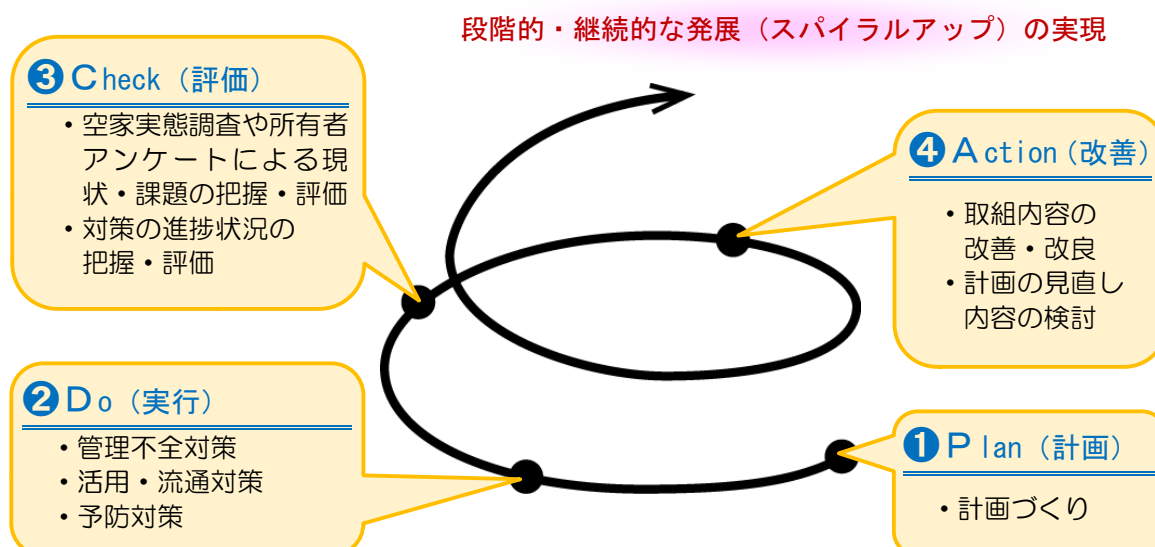 段階的・継続的な発展（スパイラルアップ）の実現
❸Check（評価）
・空家実態調査や所有者
アンケートによる現
状・課題の把握・評価
・対策の進捗状況の
把握・評価
❹Action（改善）
・取組内容の
改善・改良
・計画の見直し
内容の検討
❷Do（実行）
・管理不全対策
・活用・流通対策
・予防対策
❶Plan（計画）
・計画づくり